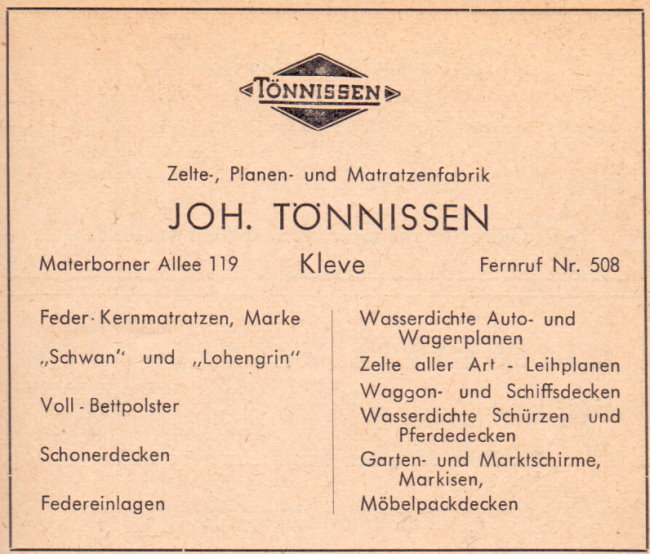 TÖNNISSEN
Zelte-, Planen- und Matratzenfabrik
JOH. TÖNNISSEN
Materborner Allee 119 Kleve Fernruf Nr. 508
Feder-Kernmatratzen, Marke
„Schwan" und „Lohengrin"
Voll-Bettpolster
Schonerdecken
Federeinlagen
Wasserdichte Auto- und
Wagenplanen
Zelte aller Art - Leihplanen
Waggon- und Schiffsdecken
Wasserdichte Schürzen und
Pferdedecken
Garten- und Marktschirme,
Markisen,
Möbelpackdecken